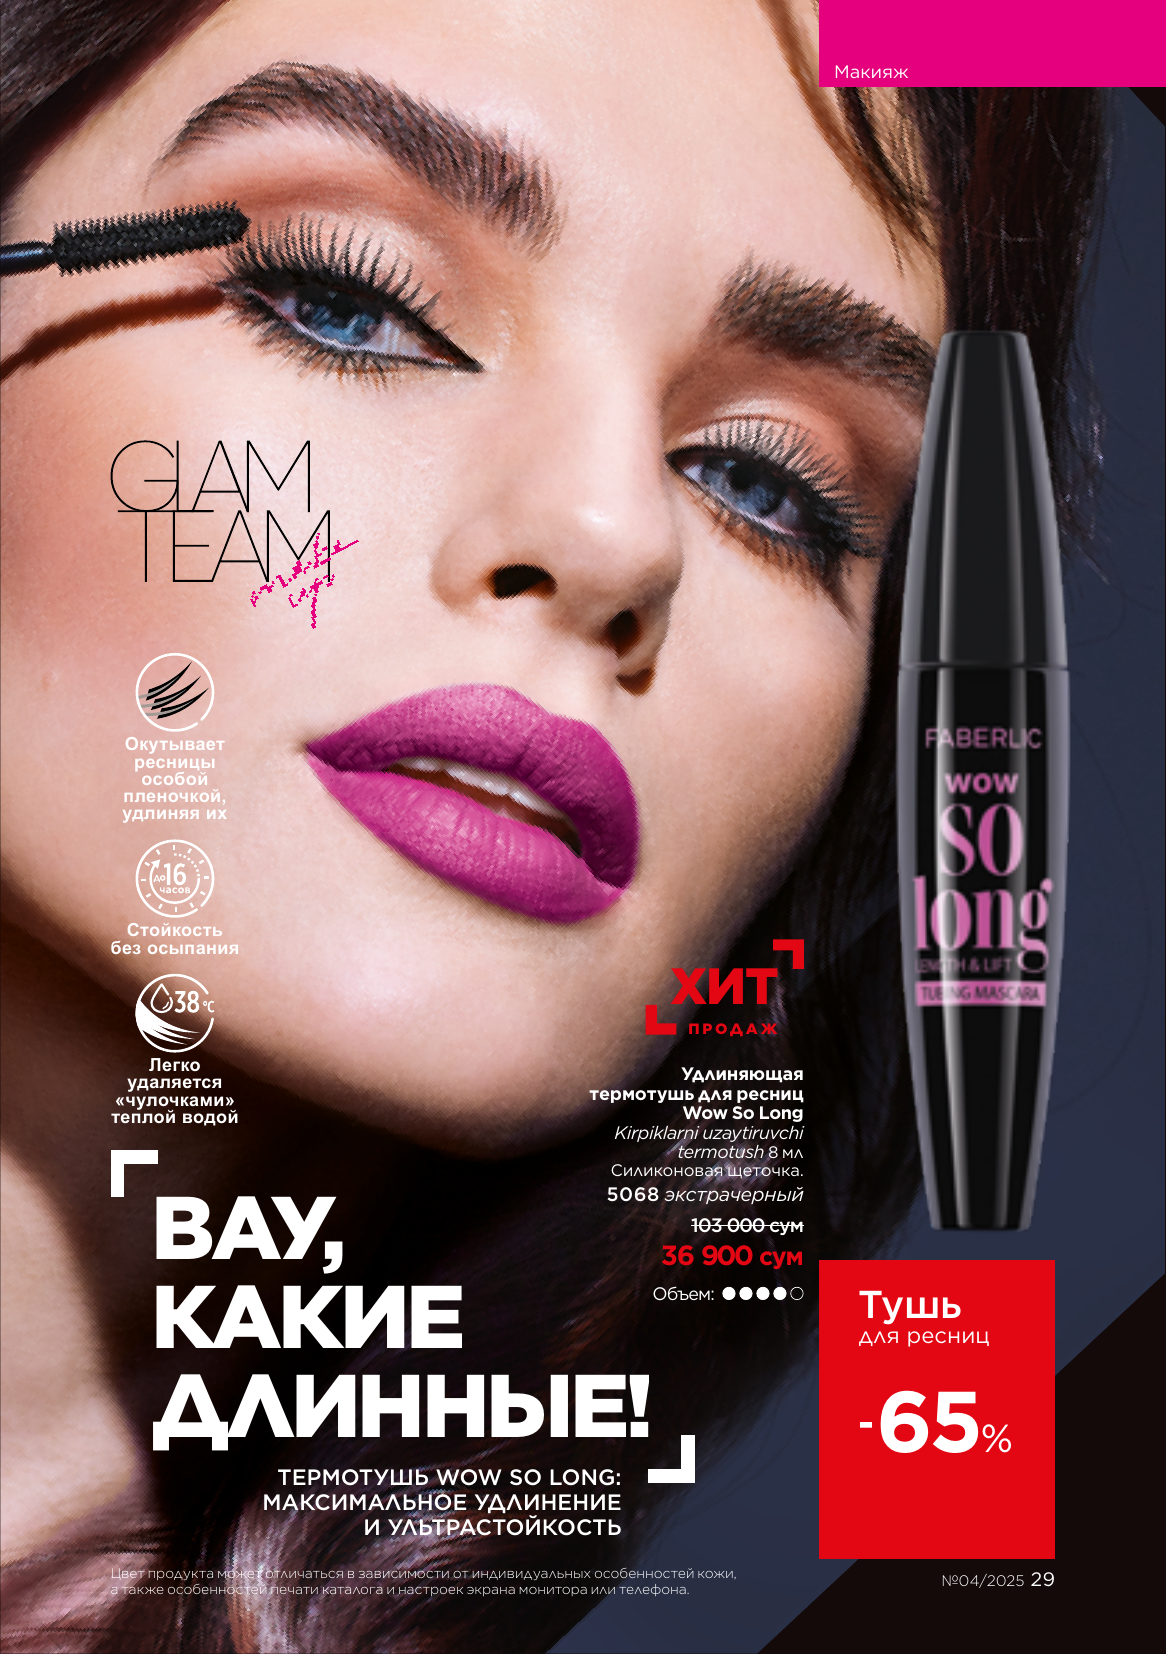 Макияж
GLAM
TEAM
Окутывает
ресницы
особой
пленочкой,
удлиняя их
до 16
часов
Стойкость
без осыпания
38 °C
Легко
удаляется
«чулочками»
теплой водой
FABERLIC
WOW
SO
long
LENGTH & LIFT
TUBING MASCARA
ХИТ
ПРОДАЖ
Удлиняющая
термотушь для ресниц
Wow So Long
Kirpiklarni uzaytiruvchi
termotush 8 мл
Силиконовая щеточка.
5068 экстрачерный
103 000 сум
36 900 сум
Объем:
ВАУ,
КАКИЕ
ДЛИННЫЕ!
ТЕРМОТУШЬ WOW SO LONG:
МАКСИМАЛЬНОЕ УДЛИНЕНИЕ
И УЛЬТРАСТОЙКОСТЬ
Тушь
для ресниц
-65%
Цвет продукта может отличаться в зависимости от индивидуальных особенностей кожи,
а также особенностей печати каталога и настроек экрана монитора или телефона.
№04/2025 29